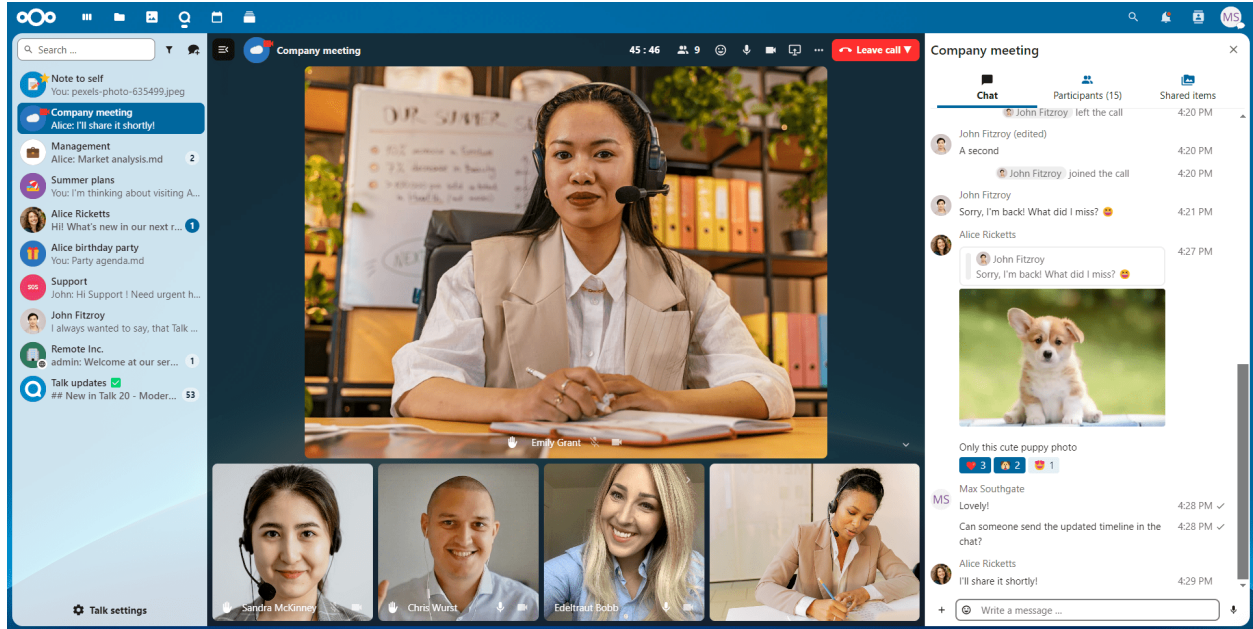 MS
Search ...
Note to self
You: pexels-photo-635499.jpeg
Company meeting
Alice: I'll share it shortly!
Management
Alice: Market analysis.md
2
Summer plans
You: I'm thinking about visiting A...
Alice Ricketts
Hi! What's new in our next r...
1
Alice birthday party
You: Party agenda.md
SOS
Support
John: Hi Support ! Need urgent h...
John Fitzroy
I always wanted to say, that Talk ...
Remote Inc.
admin: Welcome at our ser...
1
Talk updates ✅
## New in Talk 20 - Moder...
53
Talk settings
Company meeting
45 : 46
9
Leave call
OUR SUMMER
NEX
Emily Grant
Sandra McKinney
Chris Wurst
Edeltraut Bobb
Company meeting
Chat
Participants (15)
Shared items
John Fitzroy left the call 4:20 PM
John Fitzroy (edited)
A second 4:20 PM
John Fitzroy joined the call 4:20 PM
John Fitzroy
Sorry, I'm back! What did I miss? 😄 4:21 PM
Alice Ricketts
4:27 PM
John Fitzroy
Sorry, I'm back! What did I miss? 😄
Only this cute puppy photo
❤️ 3 🙈 2 😍 1
Max Southgate
MS
Lovely! 4:28 PM
Can someone send the updated timeline in the 4:28 PM
chat?
Alice Ricketts
I'll share it shortly! 4:29 PM
Write a message ...